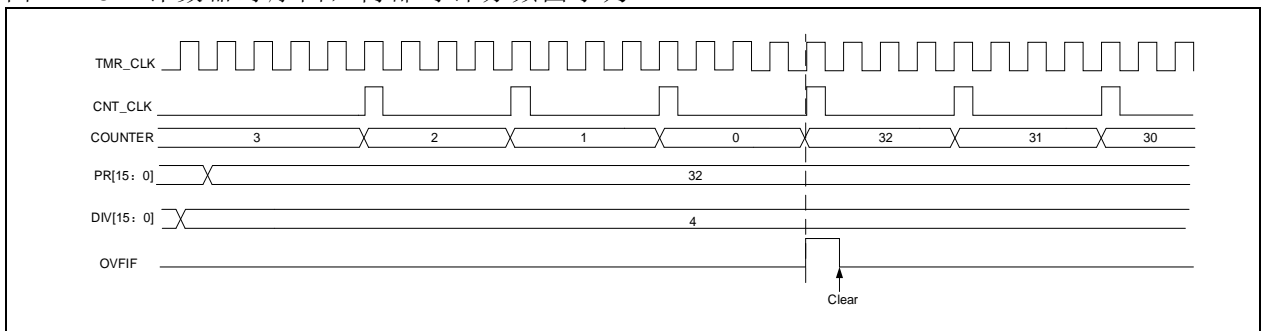 TMR_CLK
CNT_CLK
COUNTER 3 2 1 0 32 31 30
PR[15：0] 32
DIV[15：0] 4
OVFIF
Clear